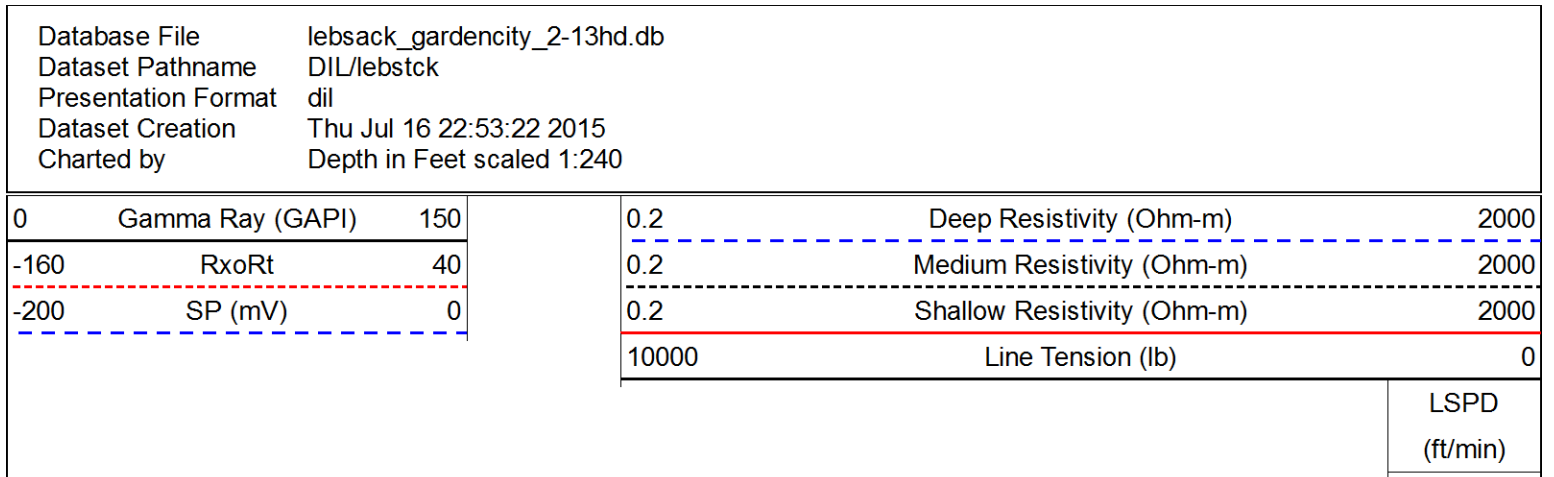 Database File lebsack_gardencity_2-13hd.db
Dataset Pathname DIL/lebstck
Presentation Format dil
Dataset Creation Thu Jul 16 22:53:22 2015
Charted by Depth in Feet scaled 1:240
0 Gamma Ray (GAPI) 150
-160 RxoRt 40
-200 SP (mV) 0
0.2 Deep Resistivity (Ohm-m) 2000
0.2 Medium Resistivity (Ohm-m) 2000
0.2 Shallow Resistivity (Ohm-m) 2000
10000 Line Tension (lb) 0
LSPD
(ft/min)